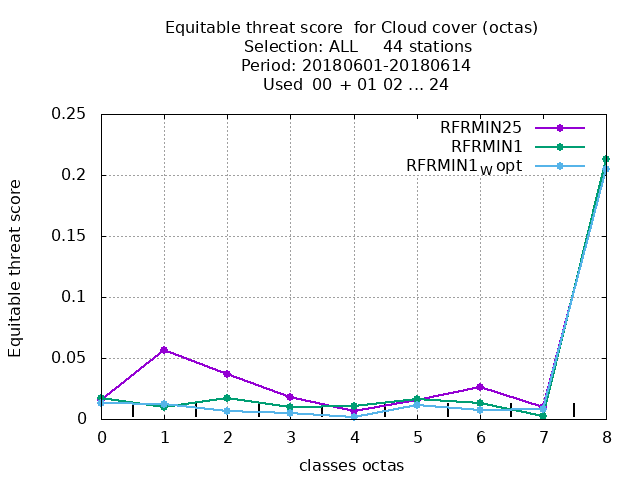 Equitable threat score  for Cloud cover (octas)
Selection: ALL     44 stations
Period: 20180601-20180614
Used  00 + 01 02 ... 24
0.25
0.2
0.15
0.1
0.05
0
Equitable threat score
RFRMIN25
RFRMIN1
RFRMIN1W opt
0 1 2 3 4 5 6 7 8
classes octas